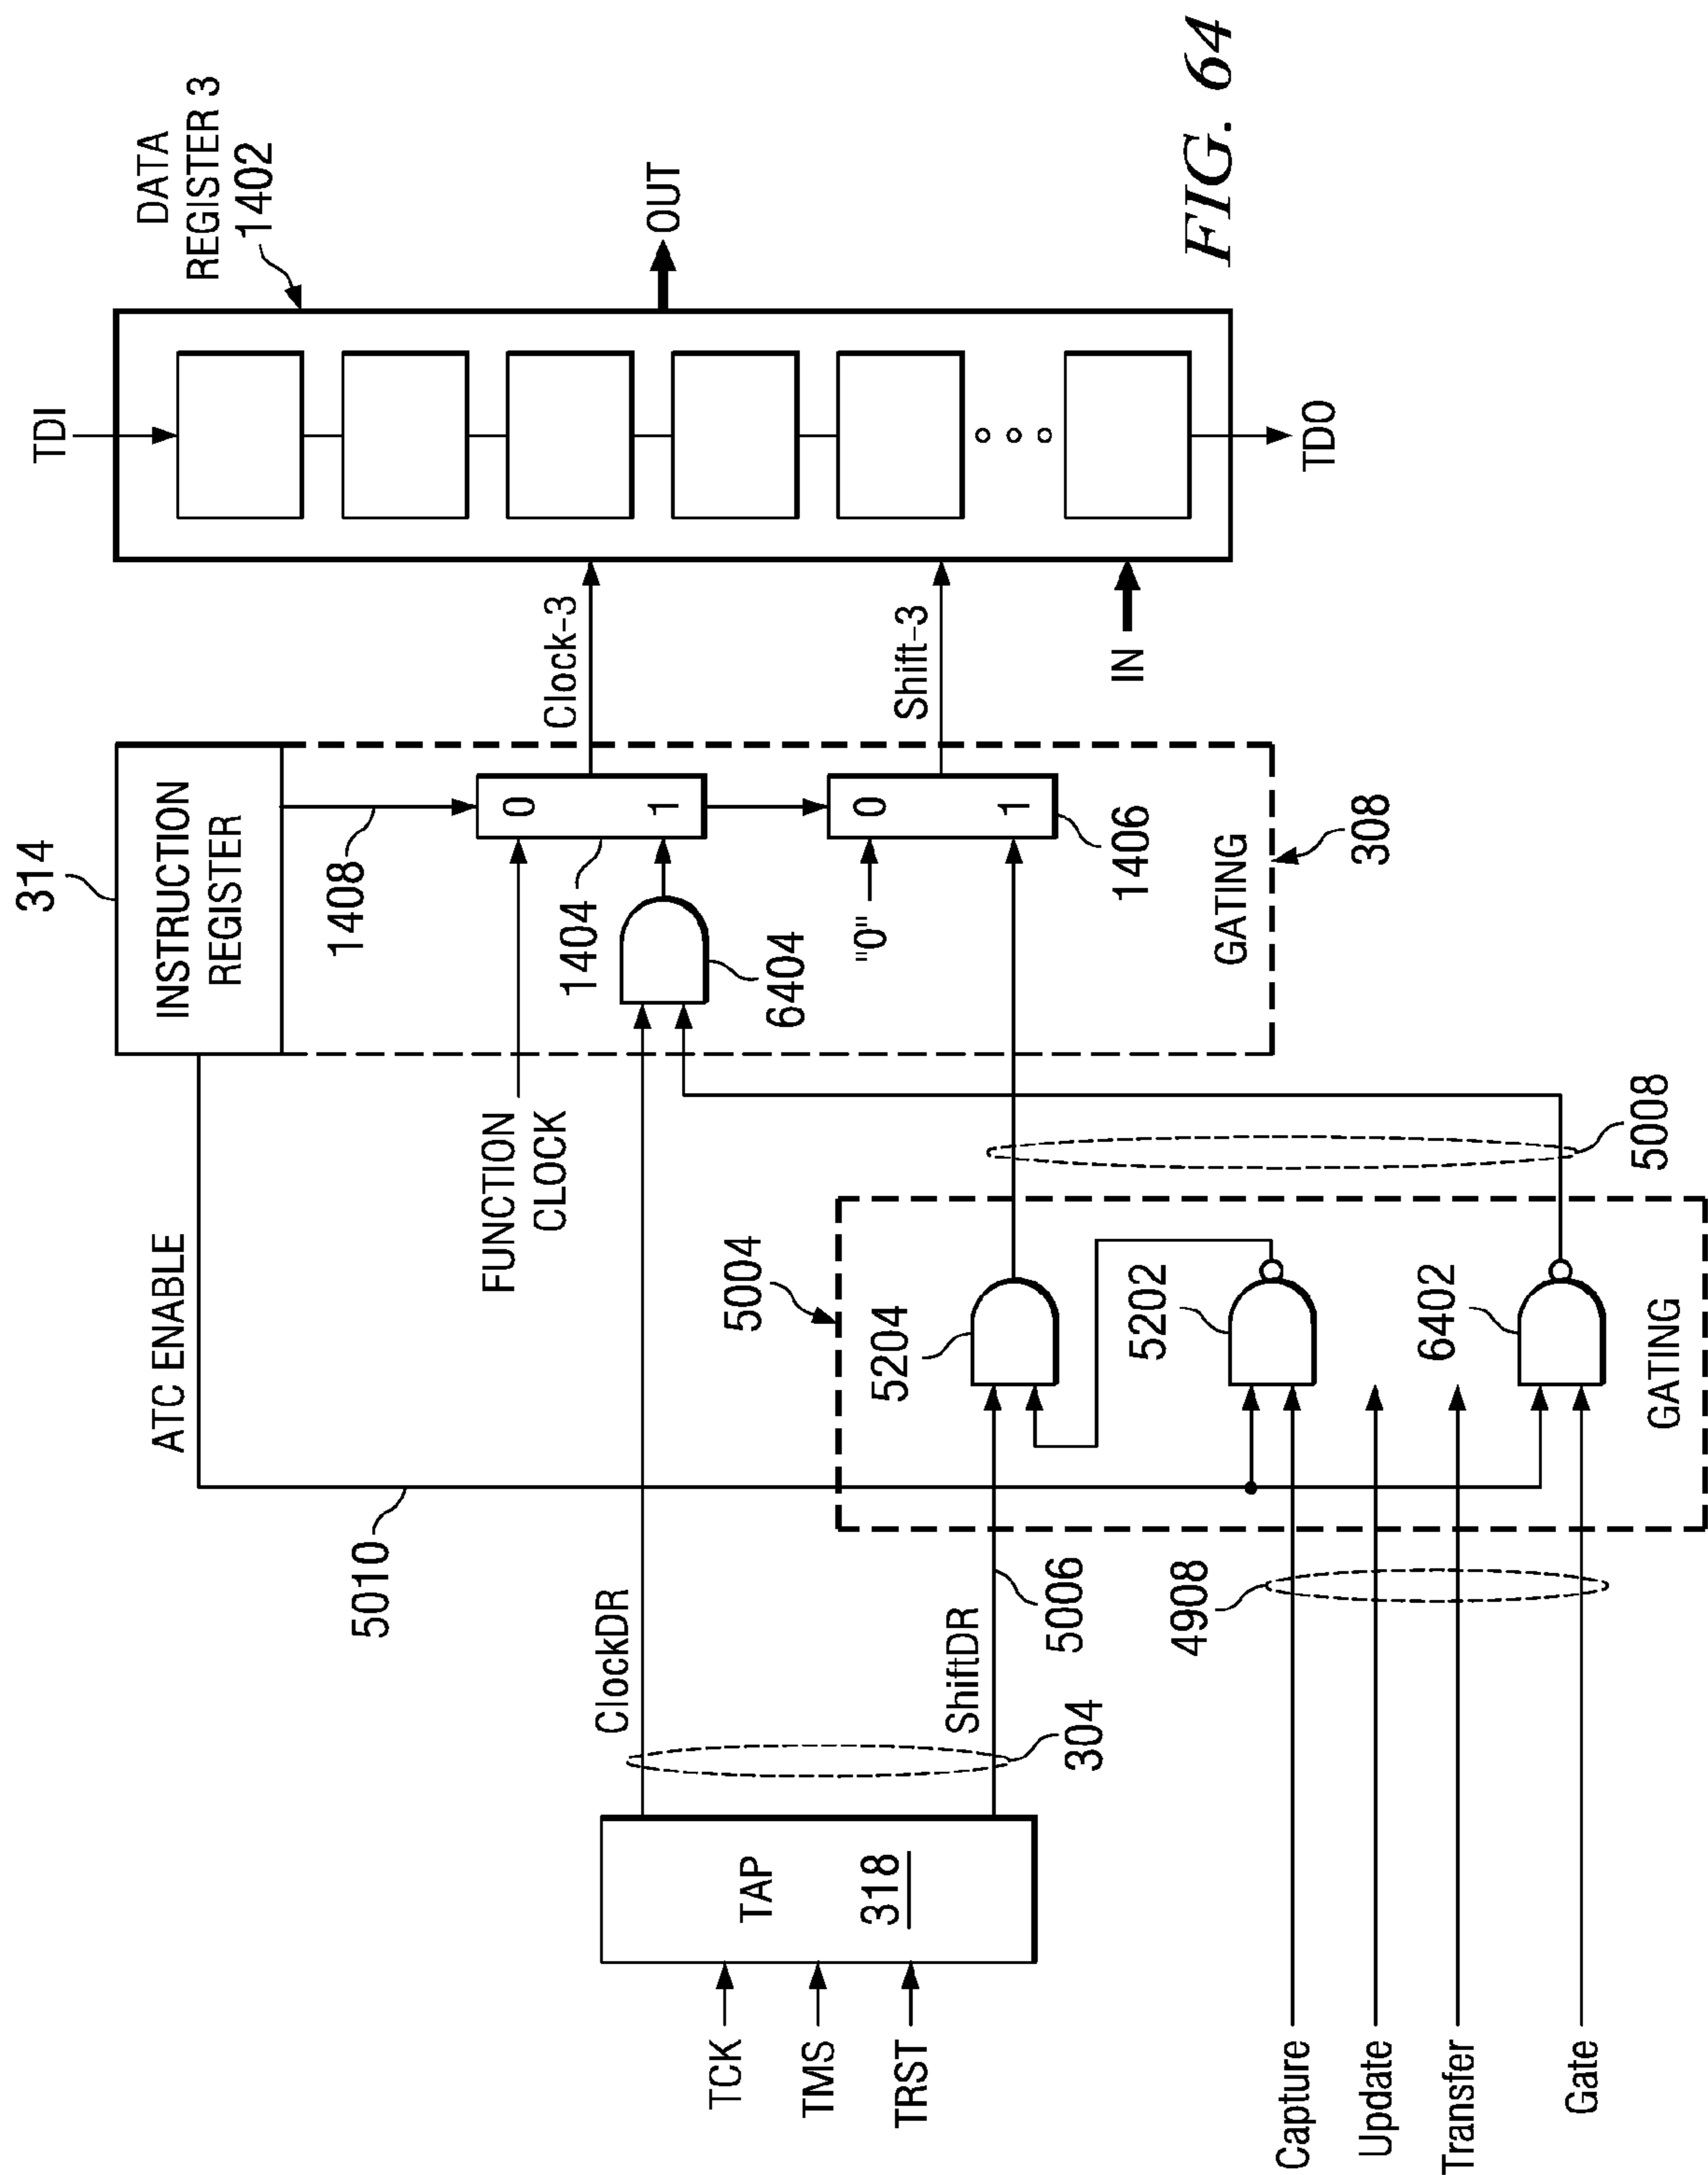 314
INSTRUCTION
REGISTER
DATA
REGISTER 3
1402
TDI
OUT
TDO
IN
Clock-3
Shift-3
1408
0
1
1404
6404
"0"
0
1
1406
GATING
308
ATC ENABLE
5010
FUNCTION
CLOCK
5004
5204
5202
6402
GATING
5008
ClockDR
ShiftDR
5006
304
4908
TAP
318
TCK
TMS
TRST
Capture
Update
Transfer
Gate
FIG. 64